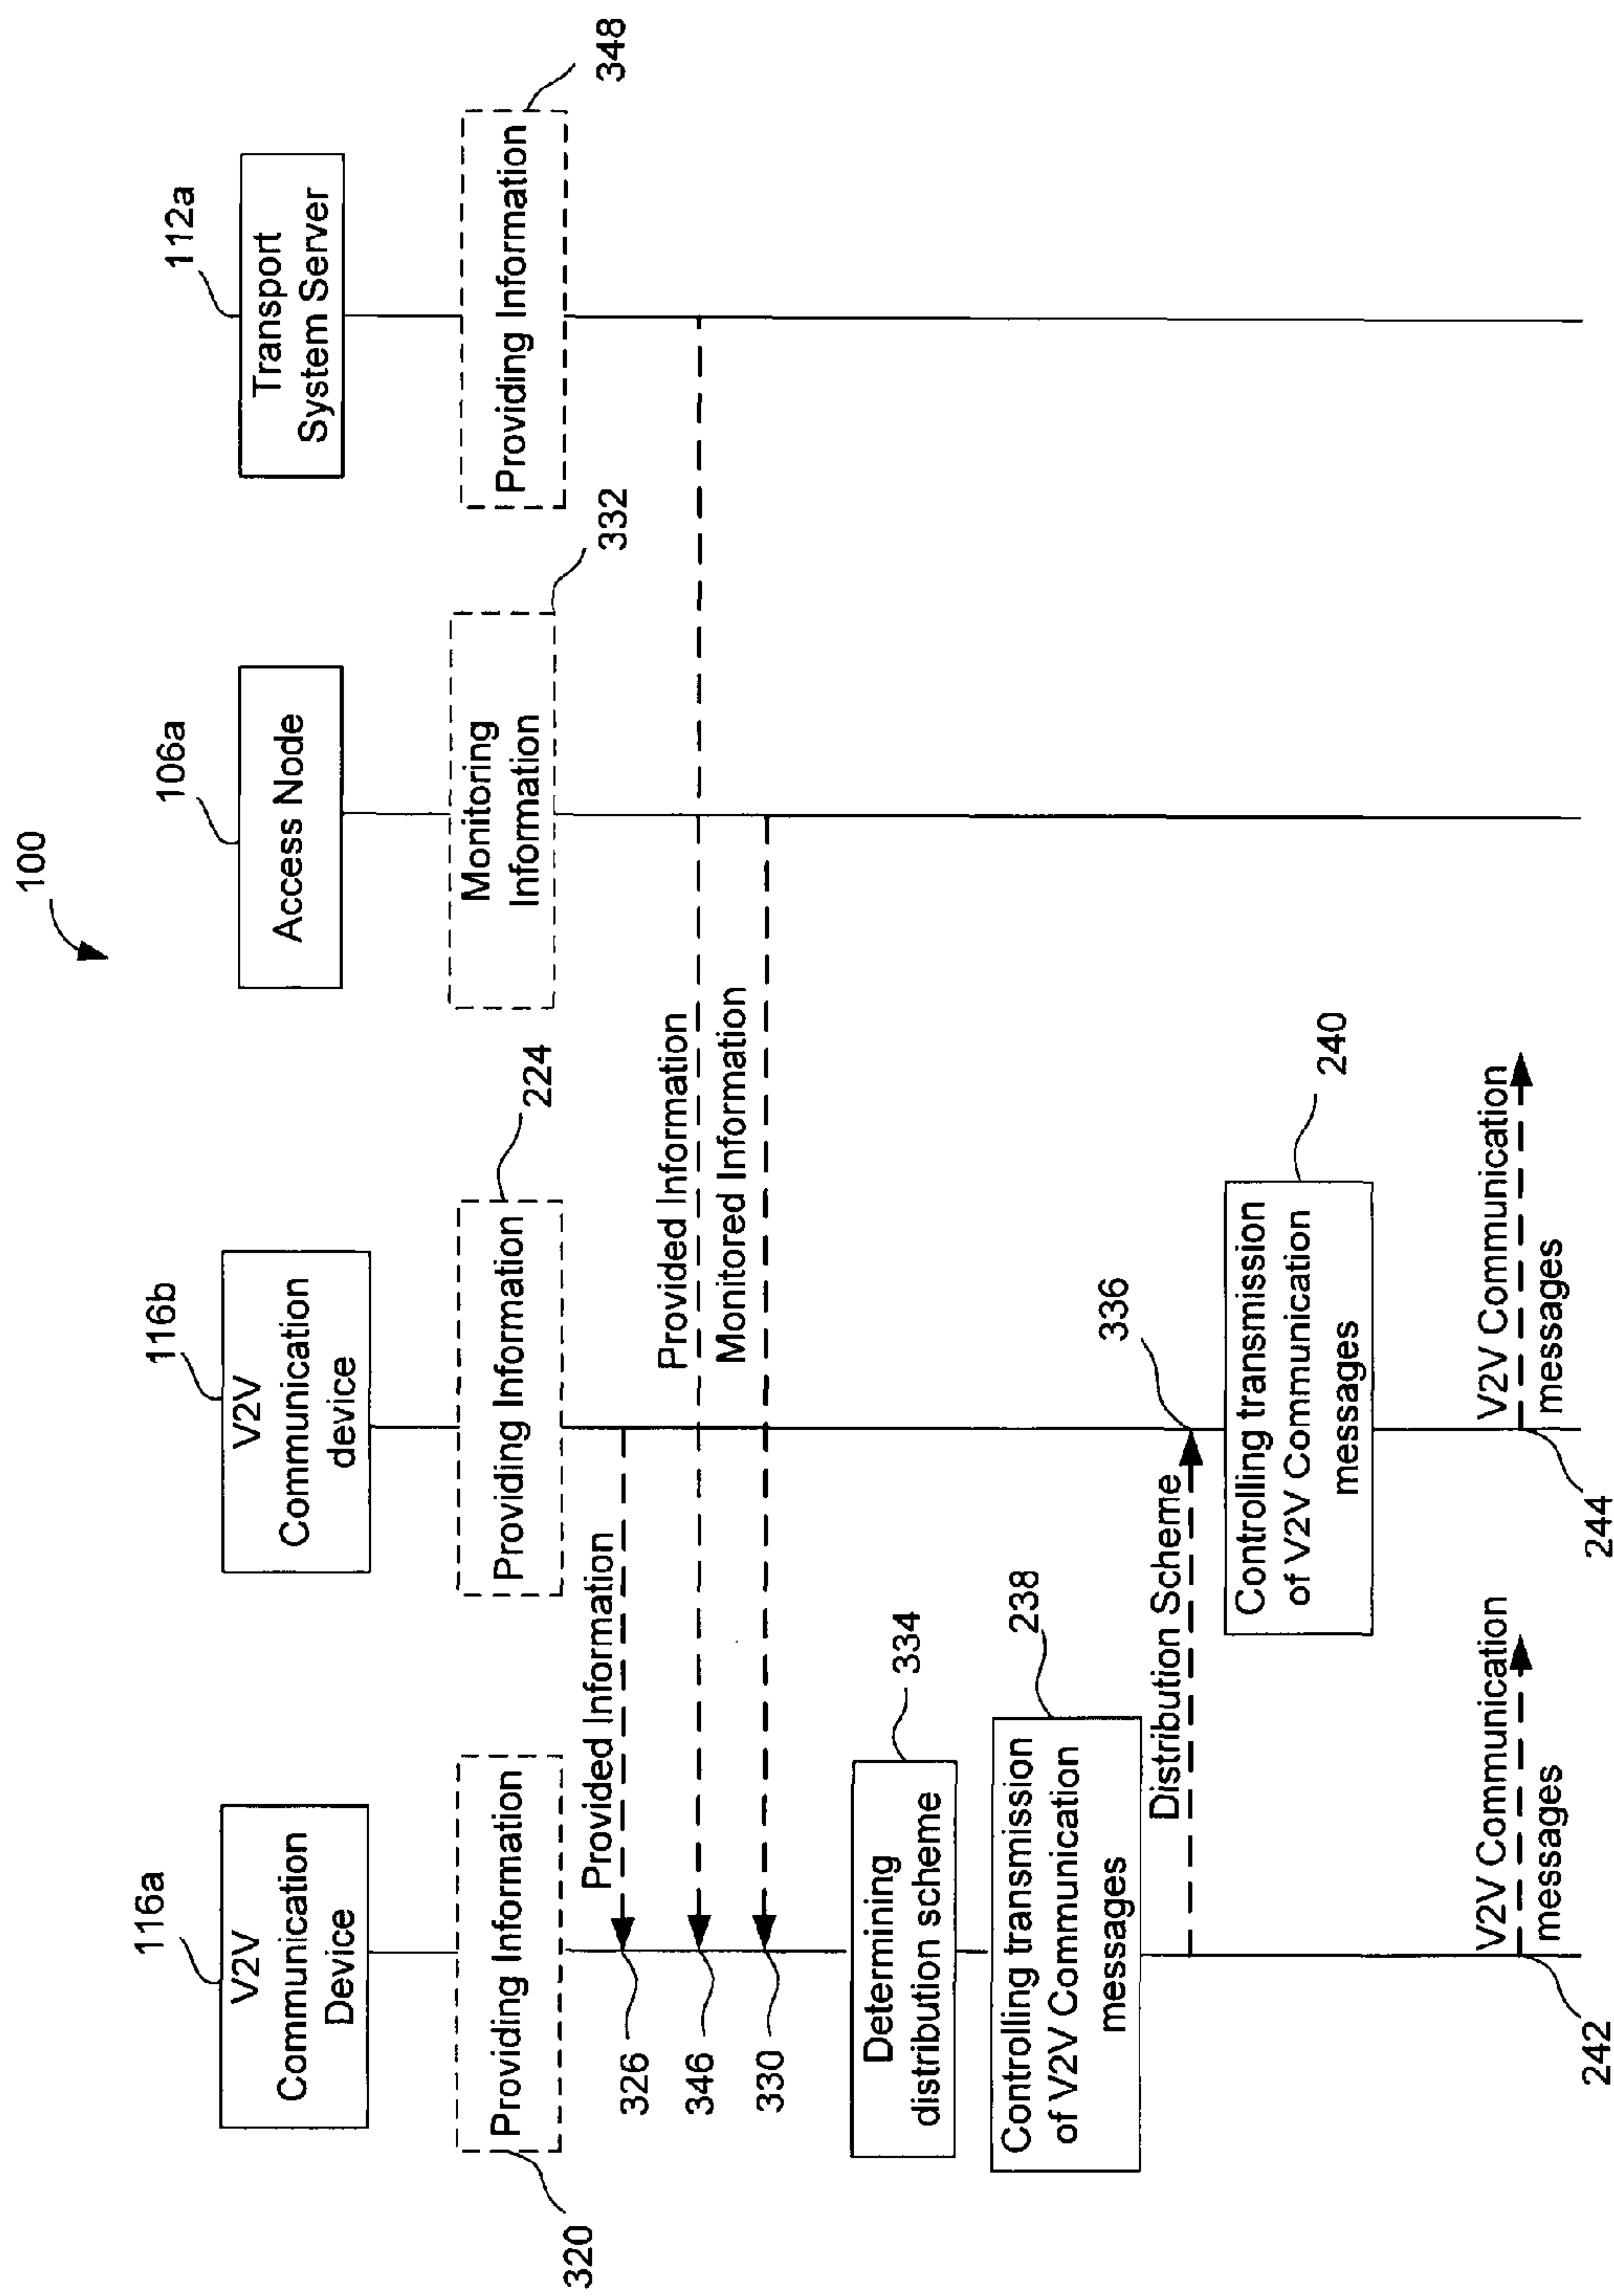 100
116a
116b
106a
112a
V2V
Communication
Device
V2V
Communication
device
Access Node
Transport
System Server
320
Providing Information
224
Providing Information
332
Monitoring
Information
348
Providing Information
Provided Information
326
Provided Information
346
Monitored Information
330
334
Determining
distribution scheme
238
Controlling transmission
of V2V Communication
messages
Distribution Scheme
336
240
Controlling transmission
of V2V Communication
messages
V2V Communication
messages
242
V2V Communication
messages
244